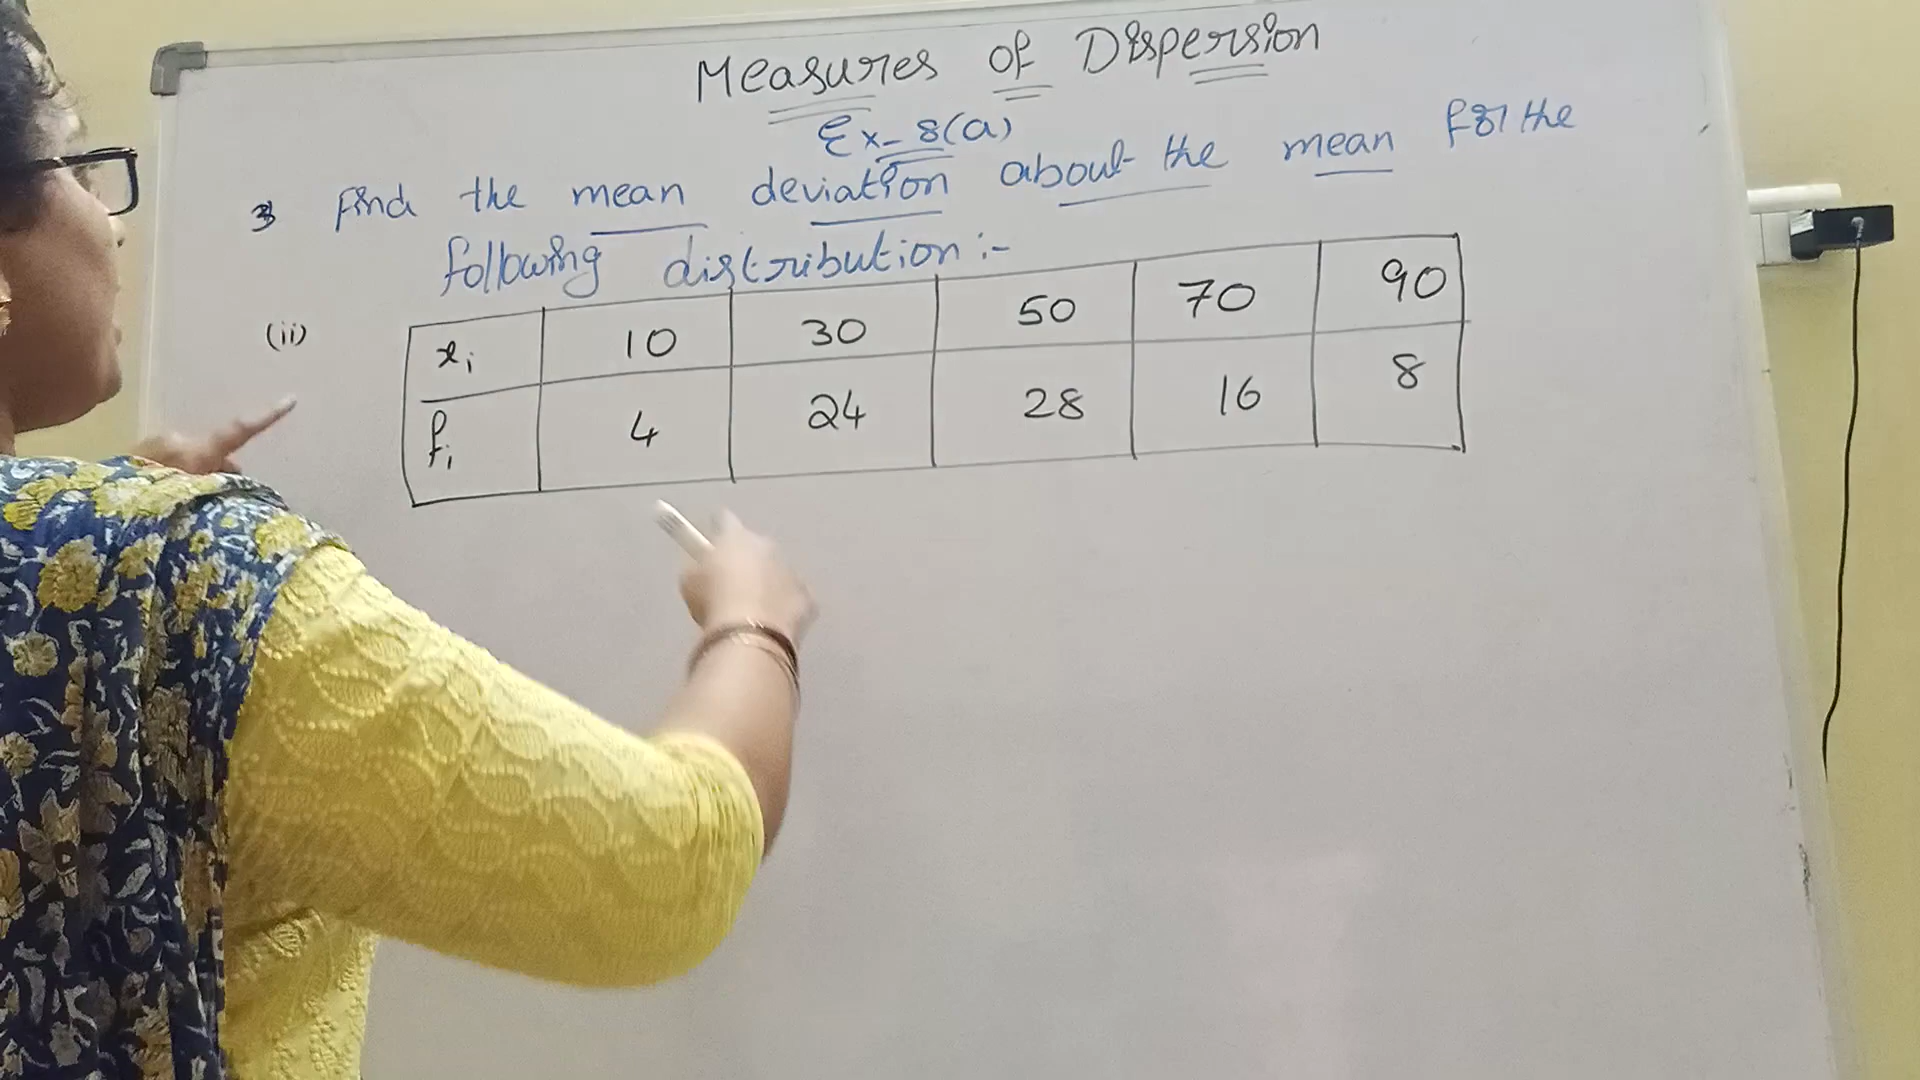 Measures of Dispersion
Ex- 8(a)
3 Find the mean deviation about the mean for the
following distribution :-
(ii) xi 10 30 50 70 90
fi 4 24 28 16 8